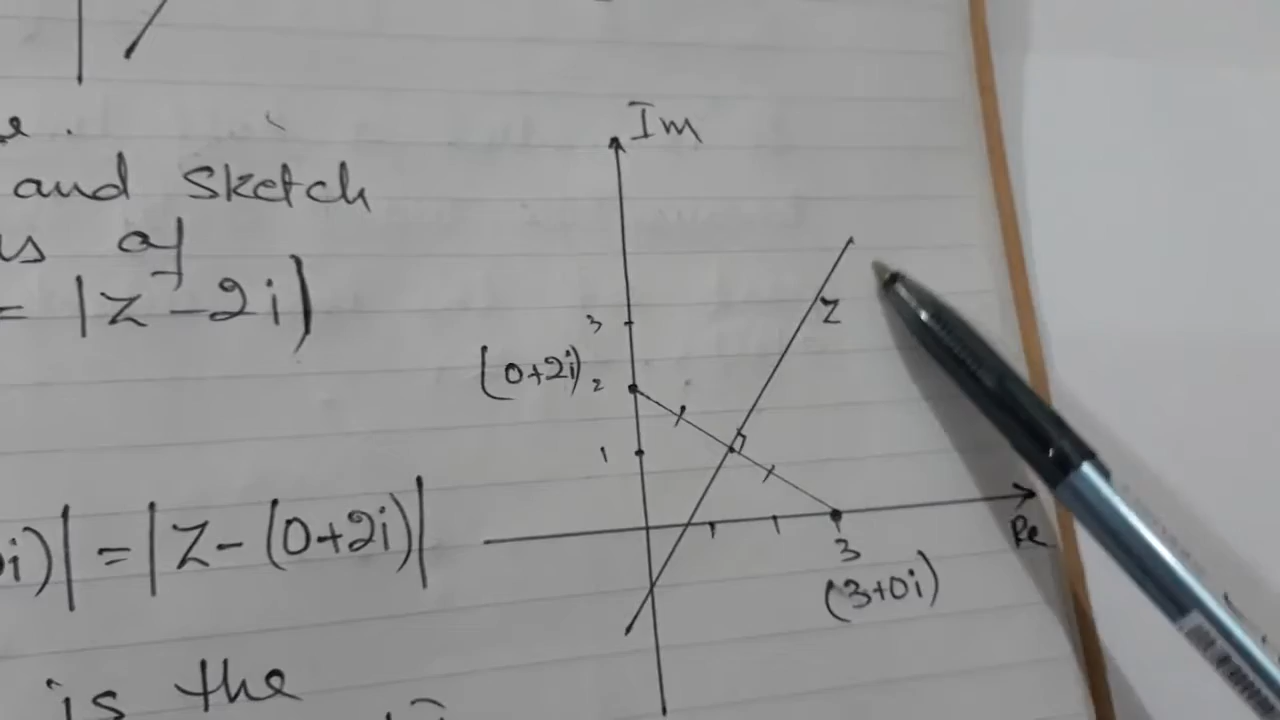 and sketch
of
= |z - 2i|
i)| = |z - (0+2i)|
is the
Im
3
(0+2i) 2
1
z
Re
3
(3+0i)